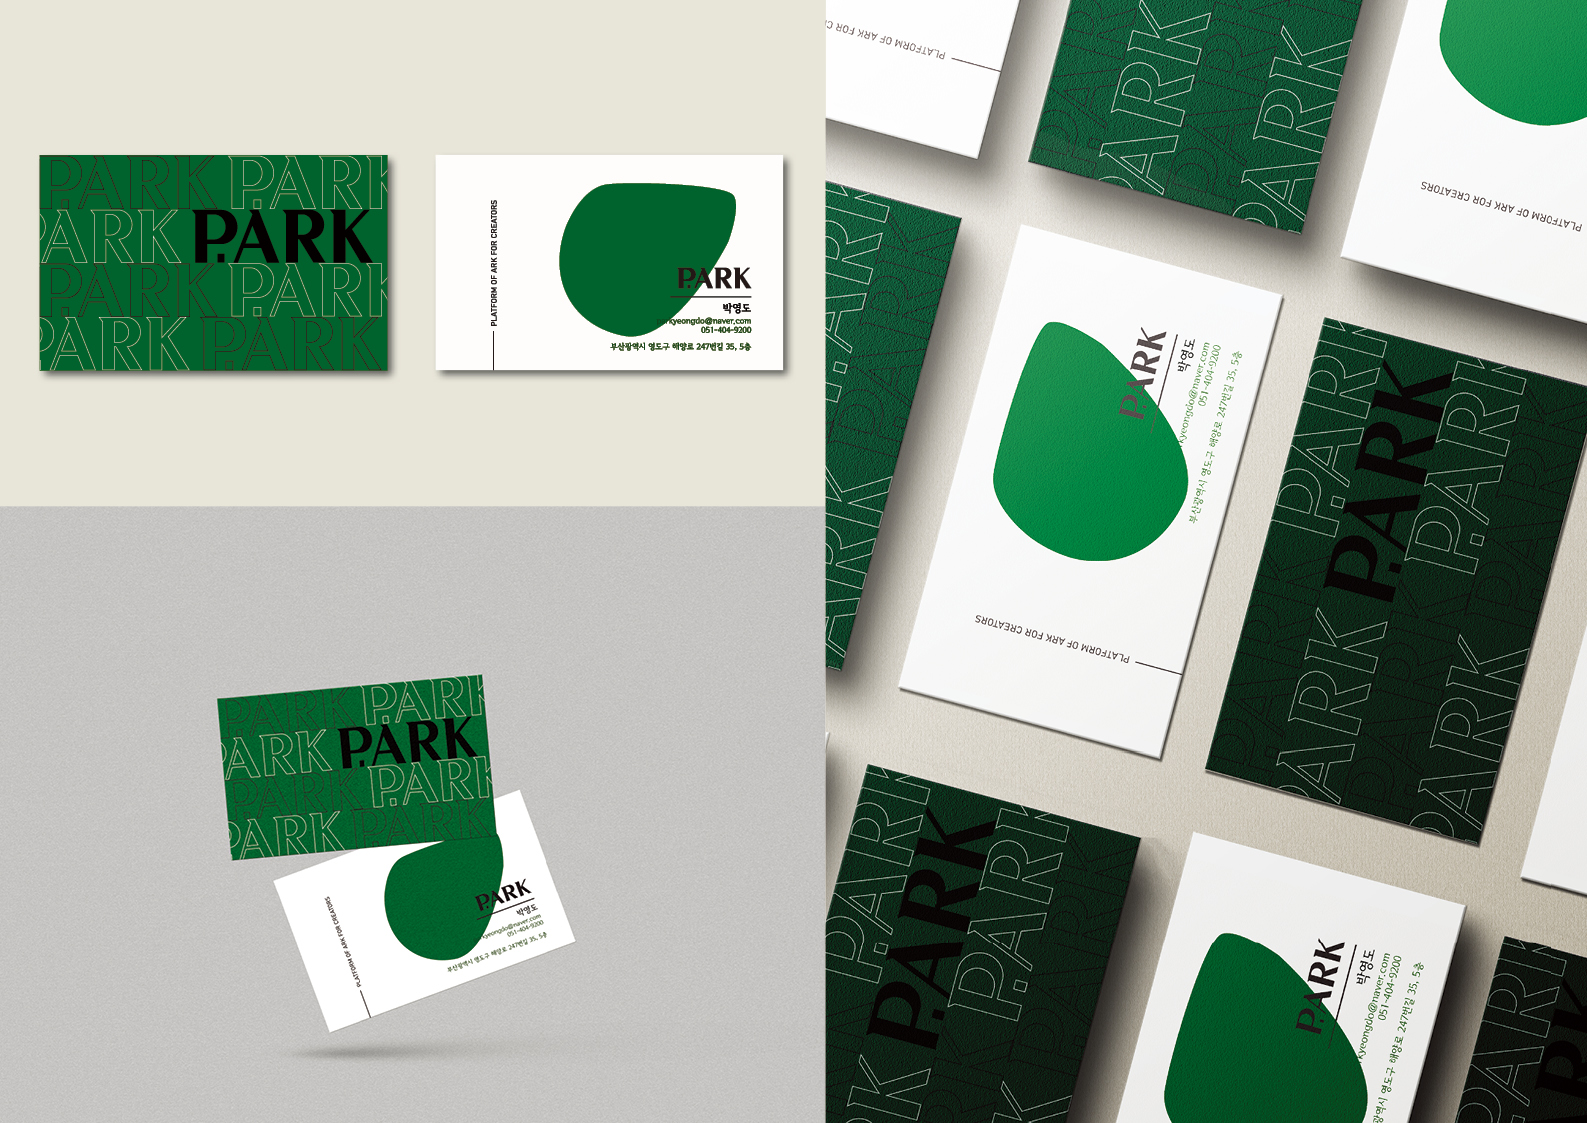 P.ARK P.ARK
P.ARK P.ARK
P.ARK P.ARK
P.ARK P.ARK
PLATFORM OF ARK FOR CREATORS
P.ARK
박영도
kyeongdo@naver.com
051-404-9200
부산광역시 영도구 해양로 247번길 35, 5층
P.ARK P.ARK
P.ARK P.ARK
P.ARK P.ARK
P.ARK P.ARK
PLATFORM OF ARK FOR CREATORS
P.ARK
박영도
kyeongdo@naver.com
051-404-9200
부산광역시 영도구 해양로 247번길 35, 5층
PLATFORM OF ARK FOR
P.ARK
P.ARK
PLATFORM OF ARK FOR CREATORS
P.ARK
P.ARK
P.ARK
박영도
kyeongdo@naver.com
051-404-9200
부산광역시 영도구 해양로 247번길 35, 5층
PLATFORM OF ARK FOR CREATORS
P.ARK P.ARK
P.ARK
P.ARK P.ARK
P.ARK
P.ARK
P.ARK
P.ARK
박영도
kyeongdo@naver.com
051-404-9200
영도구 해양로 247번길 35, 5층